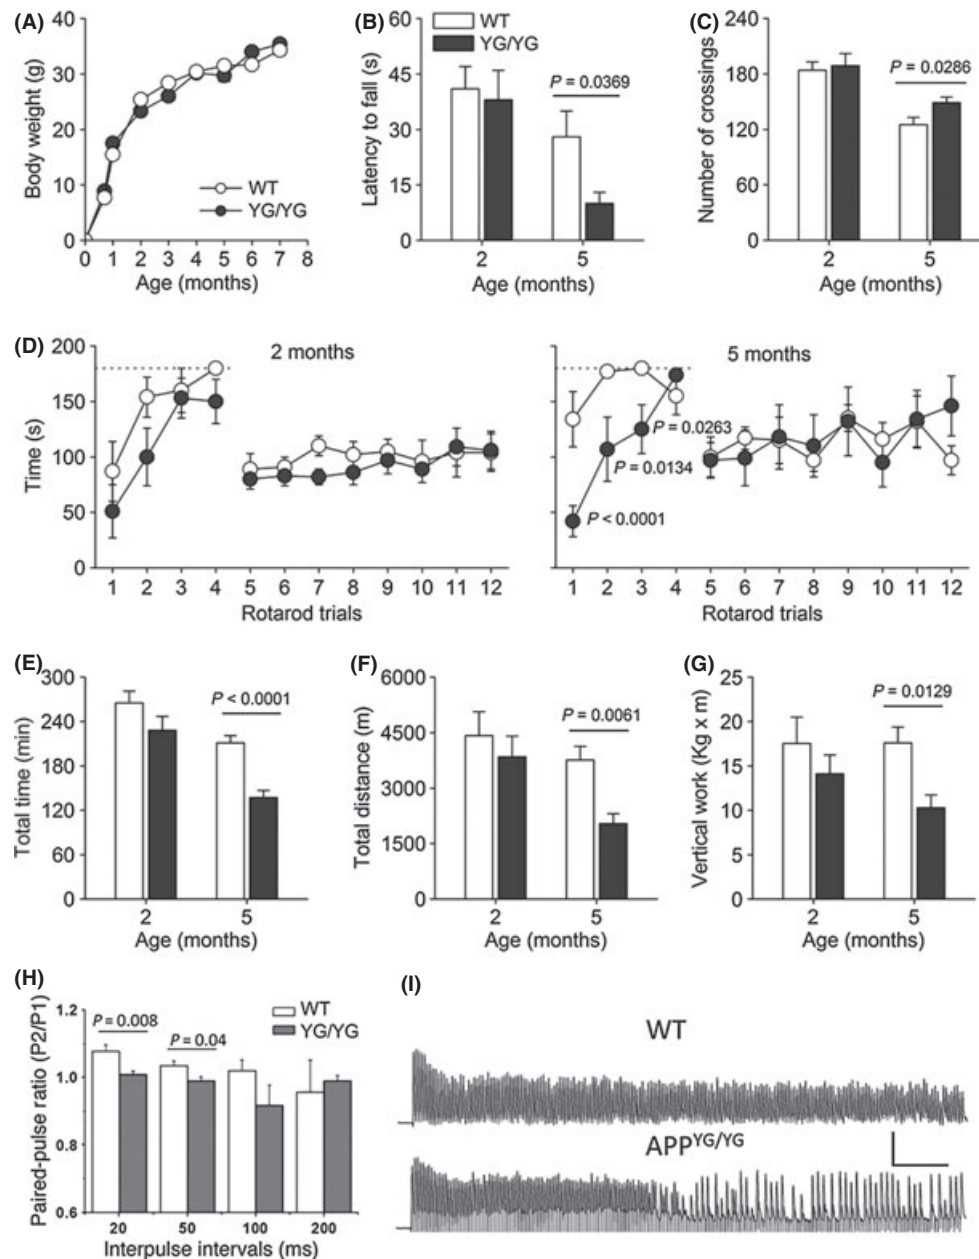 (A)
Body weight (g)
40
30
20
10
0
0 1 2 3 4 5 6 7 8
Age (months)
WT
YG/YG
(B)
Latency to fall (s)
60
45
30
15
0
WT
YG/YG
P = 0.0369
2 5
Age (months)
(C)
Number of crossings
240
180
120
60
0
P = 0.0286
2 5
Age (months)
(D)
Time (s)
200
150
100
50
0
2 months
1 2 3 4 5 6 7 8 9 10 11 12
Rotarod trials
5 months
P = 0.0263
P = 0.0134
P < 0.0001
1 2 3 4 5 6 7 8 9 10 11 12
Rotarod trials
(E)
Total time (min)
300
240
180
120
60
0
P < 0.0001
2 5
Age (months)
(F)
Total distance (m)
6000
4500
3000
1500
0
P = 0.0061
2 5
Age (months)
(G)
Vertical work (Kg x m)
25
20
15
10
5
0
P = 0.0129
2 5
Age (months)
(H)
Paired-pulse ratio (P2/P1)
1.2
1.0
0.8
0.6
P = 0.008
P = 0.04
WT
YG/YG
20 50 100 200
Interpulse intervals (ms)
(I)
WT
APPYG/YG